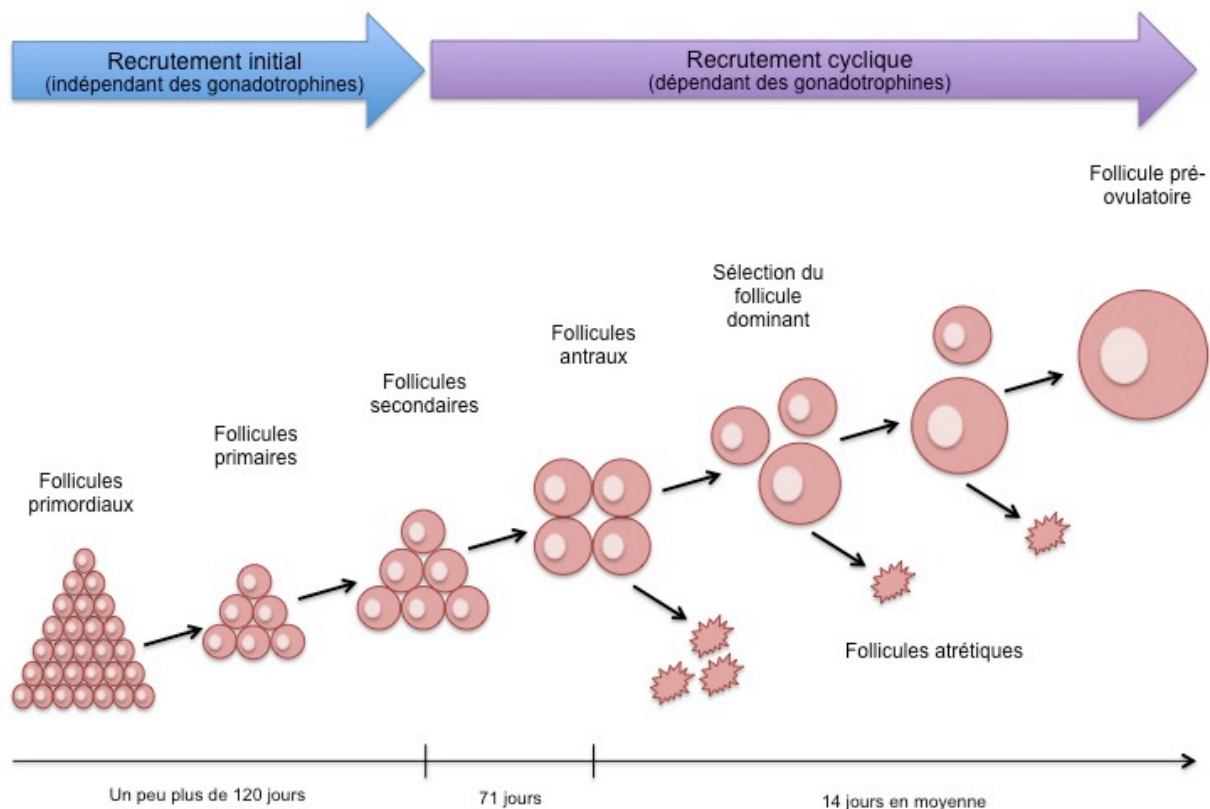 Recrutement initial
(indépendant des gonadotrophines)
Recrutement cyclique
(dépendant des gonadotrophines)
Follicule pré-
ovulatoire
Sélection du
follicule
dominant
Follicules
antraux
Follicules
secondaires
Follicules
primaires
Follicules
primordiaux
Follicules atrétiques
Un peu plus de 120 jours
71 jours
14 jours en moyenne